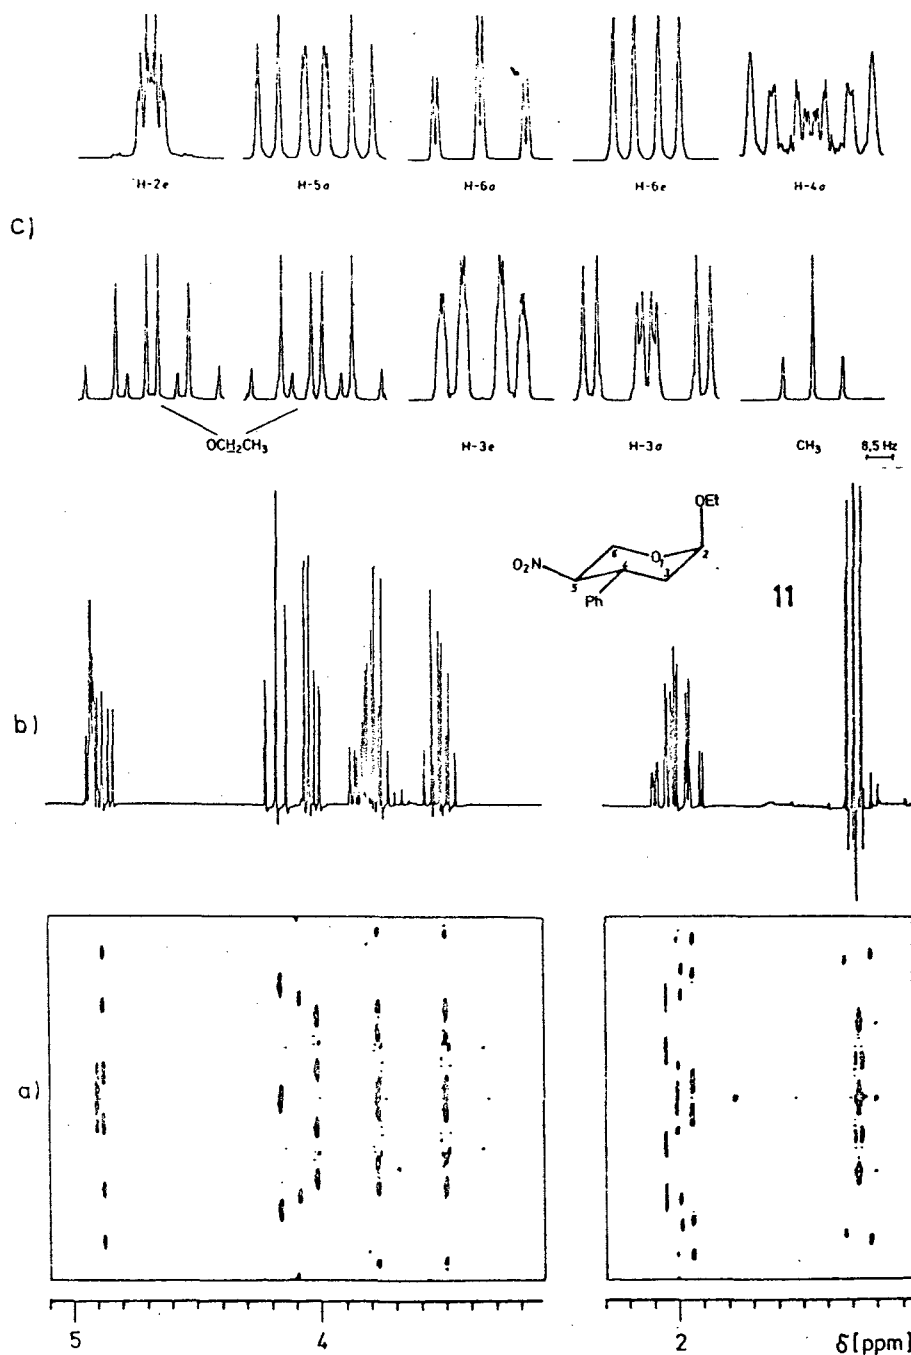 H-2e H-5a H-6a H-6e H-4a
c)
OCH₂CH₃ H-3e H-3a CH₃ 8,5 Hz
OEt
6 O 1 2
O₂N 4 3
5
Ph
11
b)
a)
5 4 2 δ[ppm]